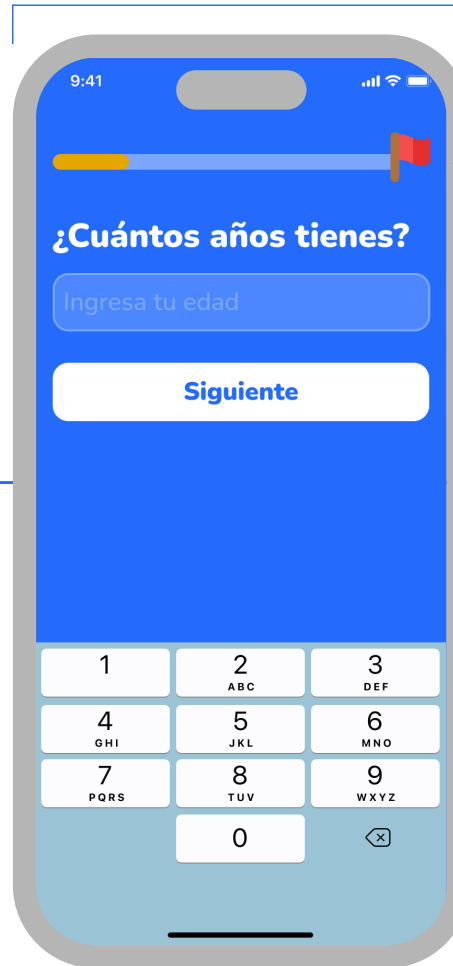 9:41
¿Cuántos años tienes?
Ingresa tu edad
Siguiente
1
2
ABC
3
DEF
4
GHI
5
JKL
6
MNO
7
PQRS
8
TUV
9
WXYZ
0